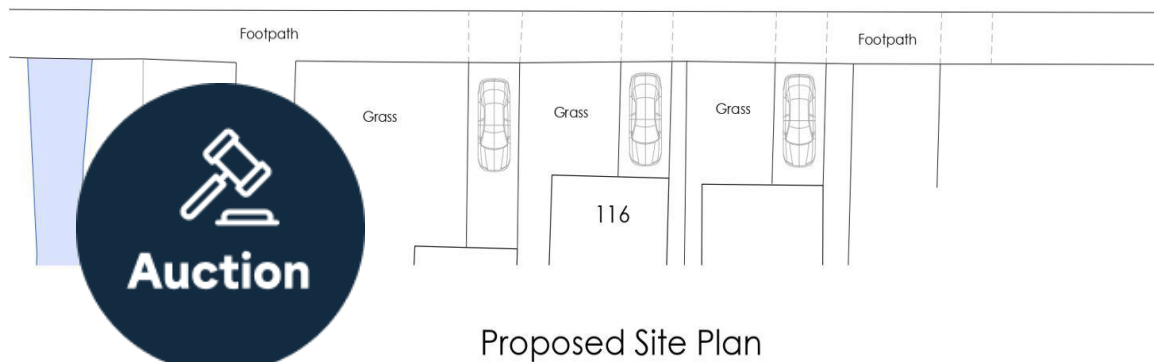 Footpath
Footpath
Grass
Grass
Grass
116
Auction
Proposed Site Plan